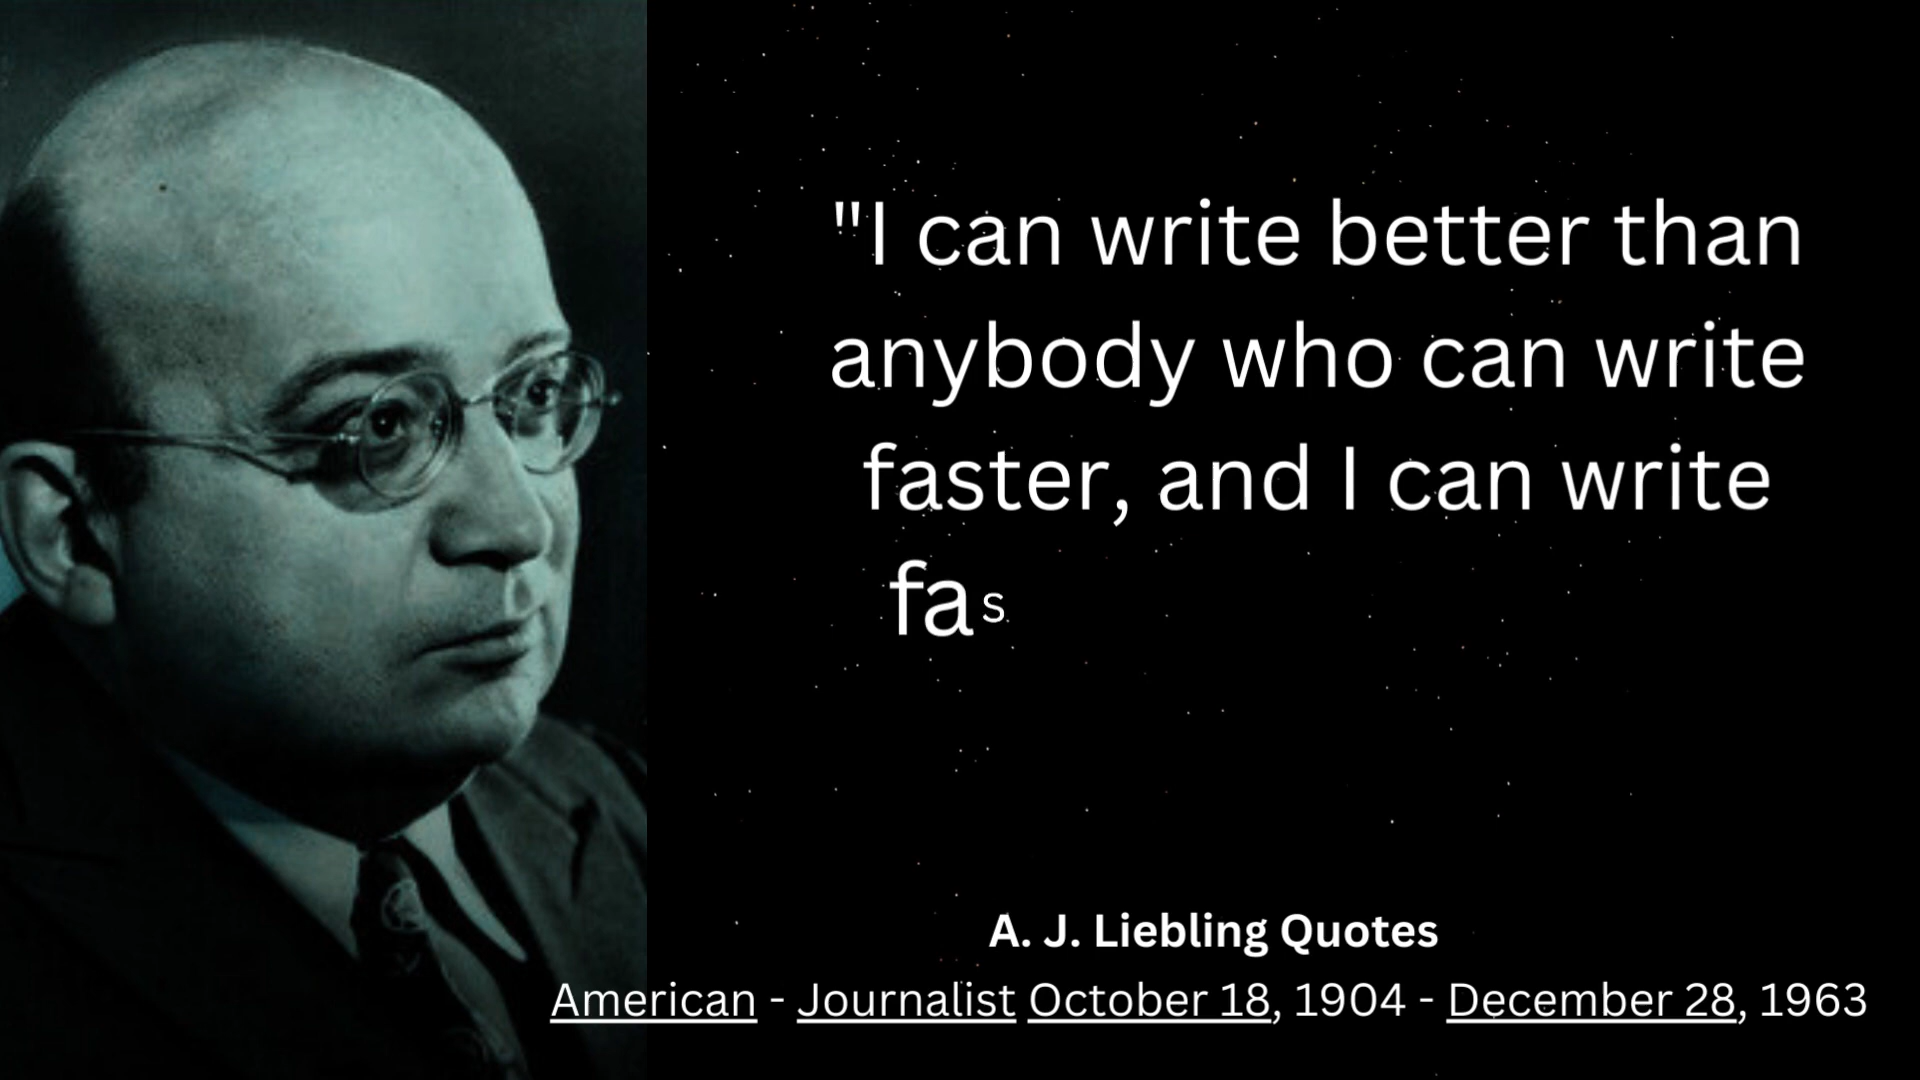 "I can write better than
anybody who can write
faster, and I can write
fas
A. J. Liebling Quotes
American - Journalist October 18, 1904 - December 28, 1963